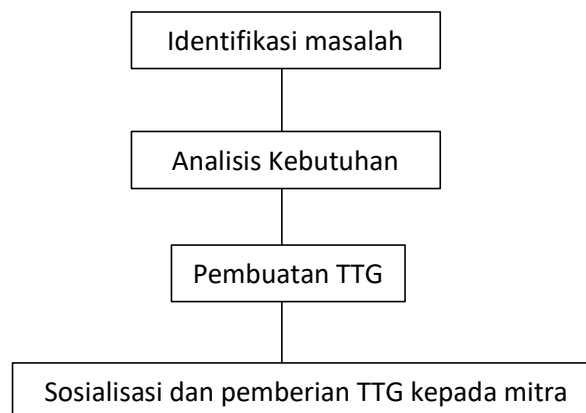 Identifikasi masalah
Analisis Kebutuhan
Pembuatan TTG
Sosialisasi dan pemberian TTG kepada mitra